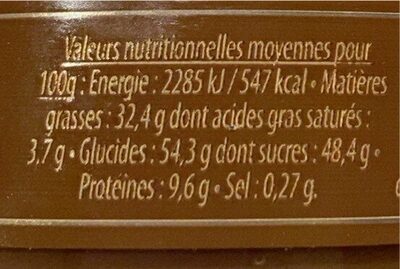 Valeurs nutritionnelles moyennes pour
100g : Energie : 2285 kJ / 547 kcal • Matières
grasses : 32,4 g dont acides gras saturés :
3,7 g • Glucides : 54,3 g dont sucres : 48,4 g •
Protéines : 9,6 g • Sel : 0,27 g.